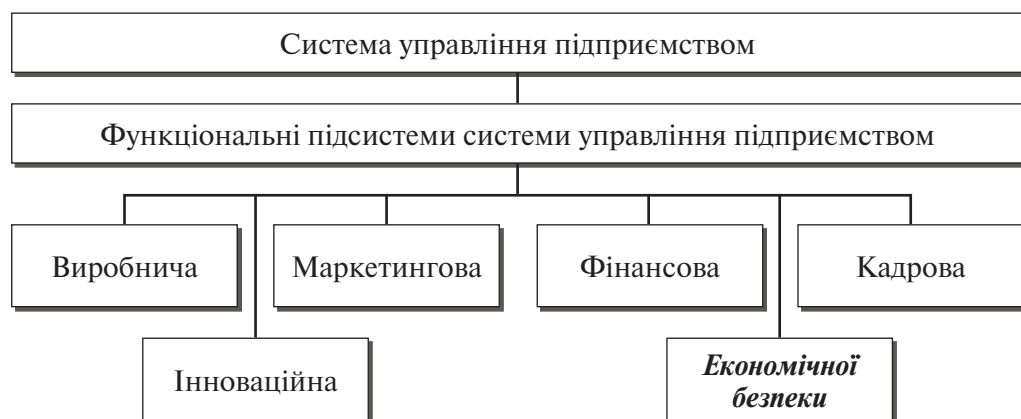 Система управління підприємством
Функціональні підсистеми системи управління підприємством
Виробнича
Маркетингова
Фінансова
Кадрова
Інноваційна
Економічної
безпеки